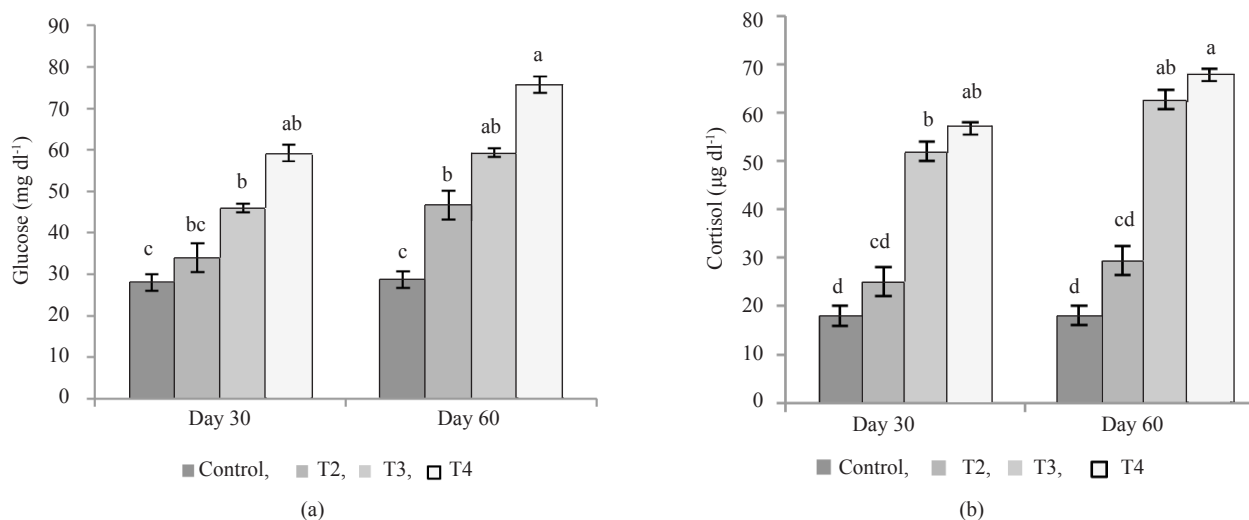 90
80
70
60
50
40
30
20
10
0
Glucose (mg dl-1)
c
bc
b
ab
c
b
ab
a
Day 30
Day 60
Control, T2, T3, T4
(a)
80
70
60
50
40
30
20
10
0
Cortisol (µg dl-1)
d
cd
b
ab
d
cd
ab
a
Day 30
Day 60
Control, T2, T3, T4
(b)